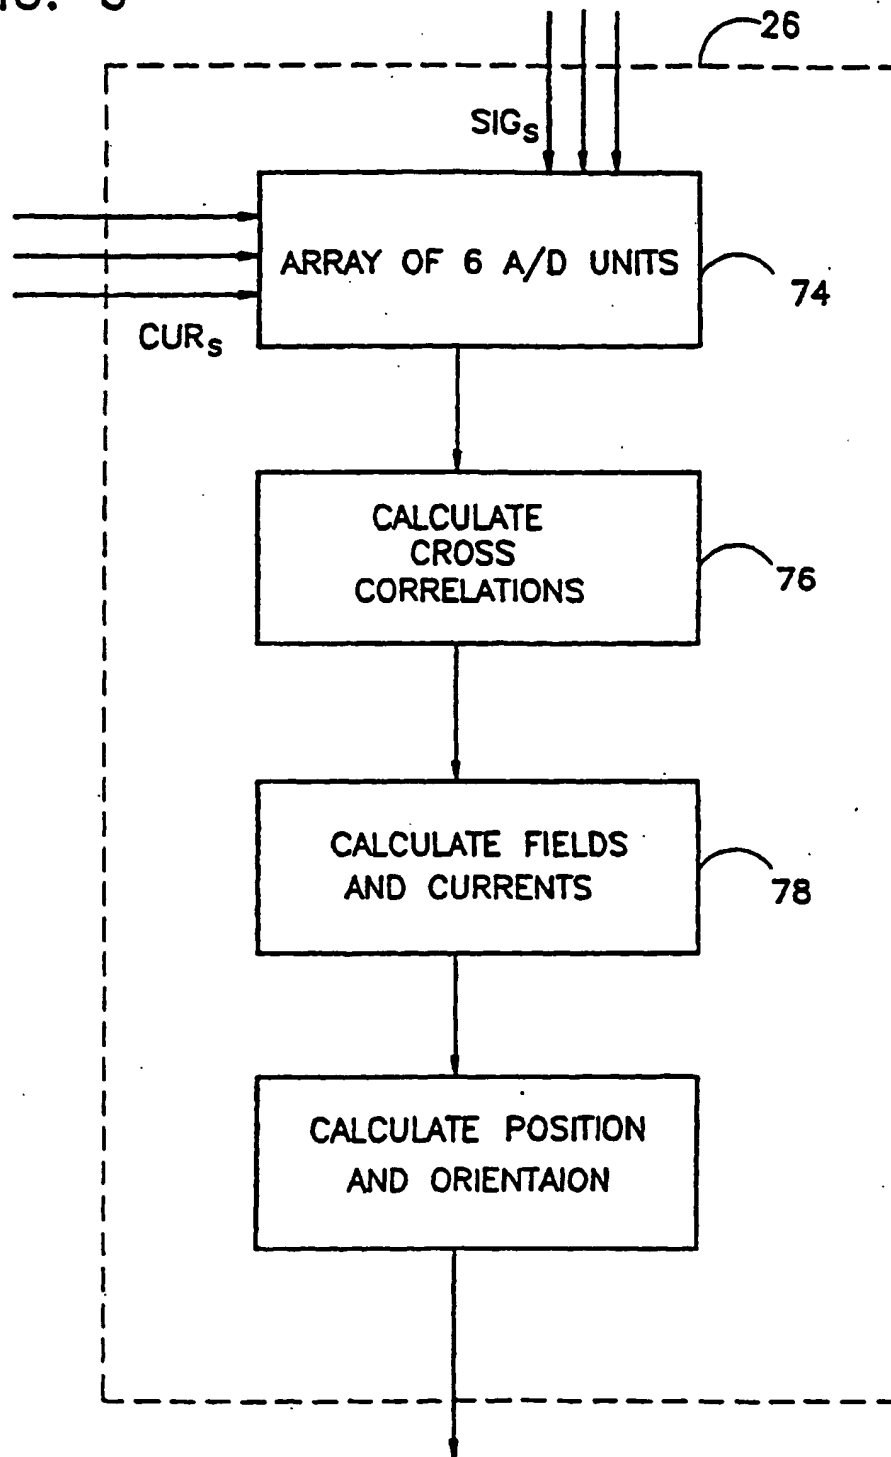 26
SIGs
ARRAY OF 6 A/D UNITS
74
CURs
CALCULATE
CROSS
CORRELATIONS
76
CALCULATE FIELDS
AND CURRENTS
78
CALCULATE POSITION
AND ORIENTAION